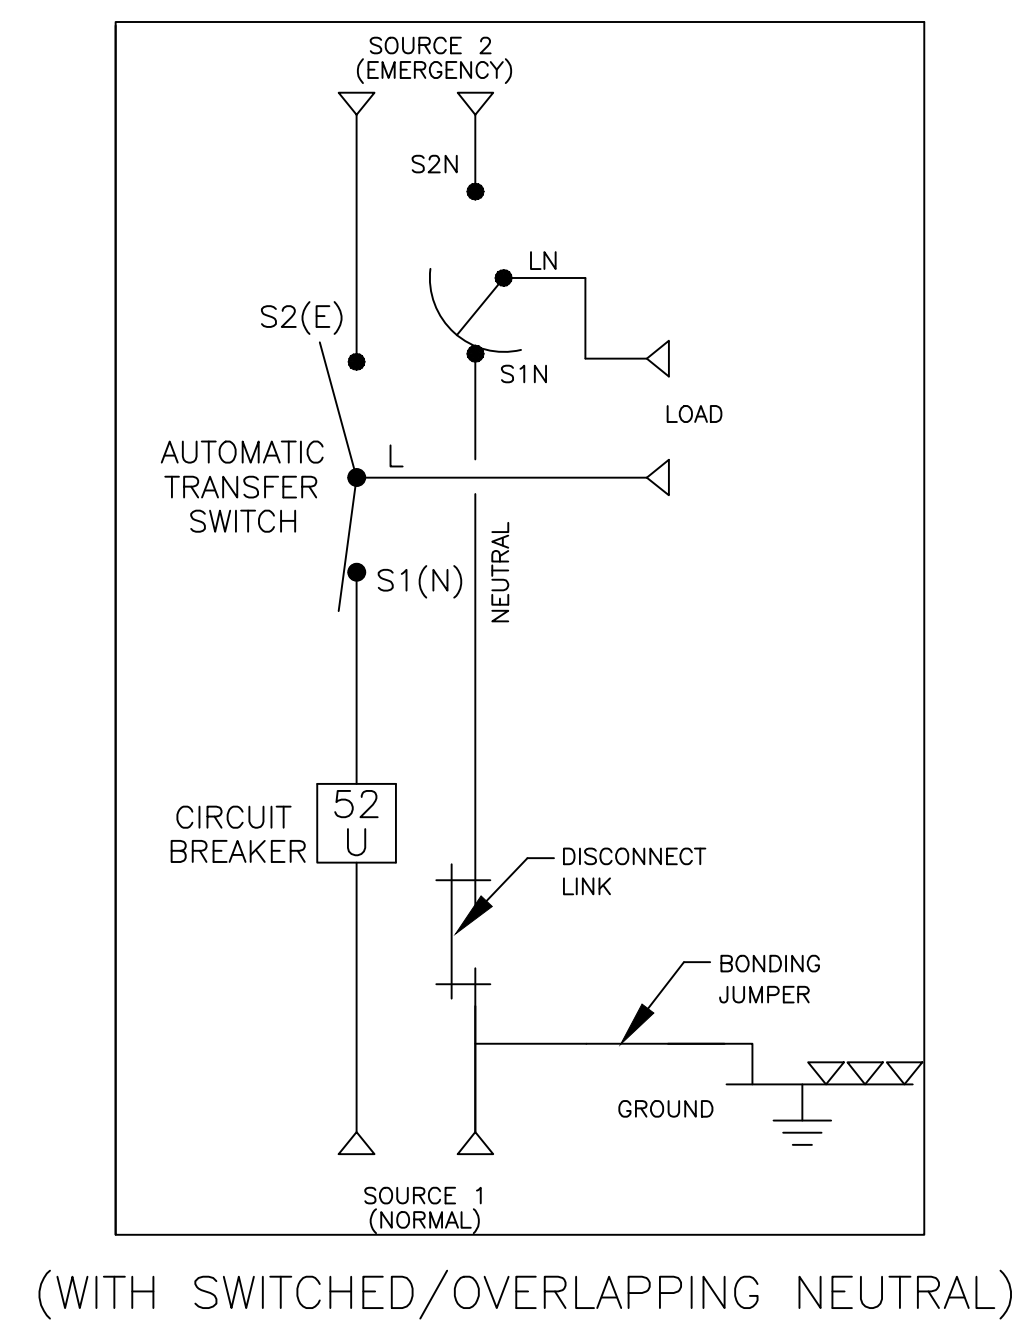 SOURCE 2
(EMERGENCY)
S2N
LN
S2(E)
S1N
LOAD
L
AUTOMATIC
TRANSFER
SWITCH
S1(N)
NEUTRAL
52
U
CIRCUIT
BREAKER
DISCONNECT
LINK
BONDING
JUMPER
GROUND
SOURCE 1
(NORMAL)
(WITH SWITCHED/OVERLAPPING NEUTRAL)